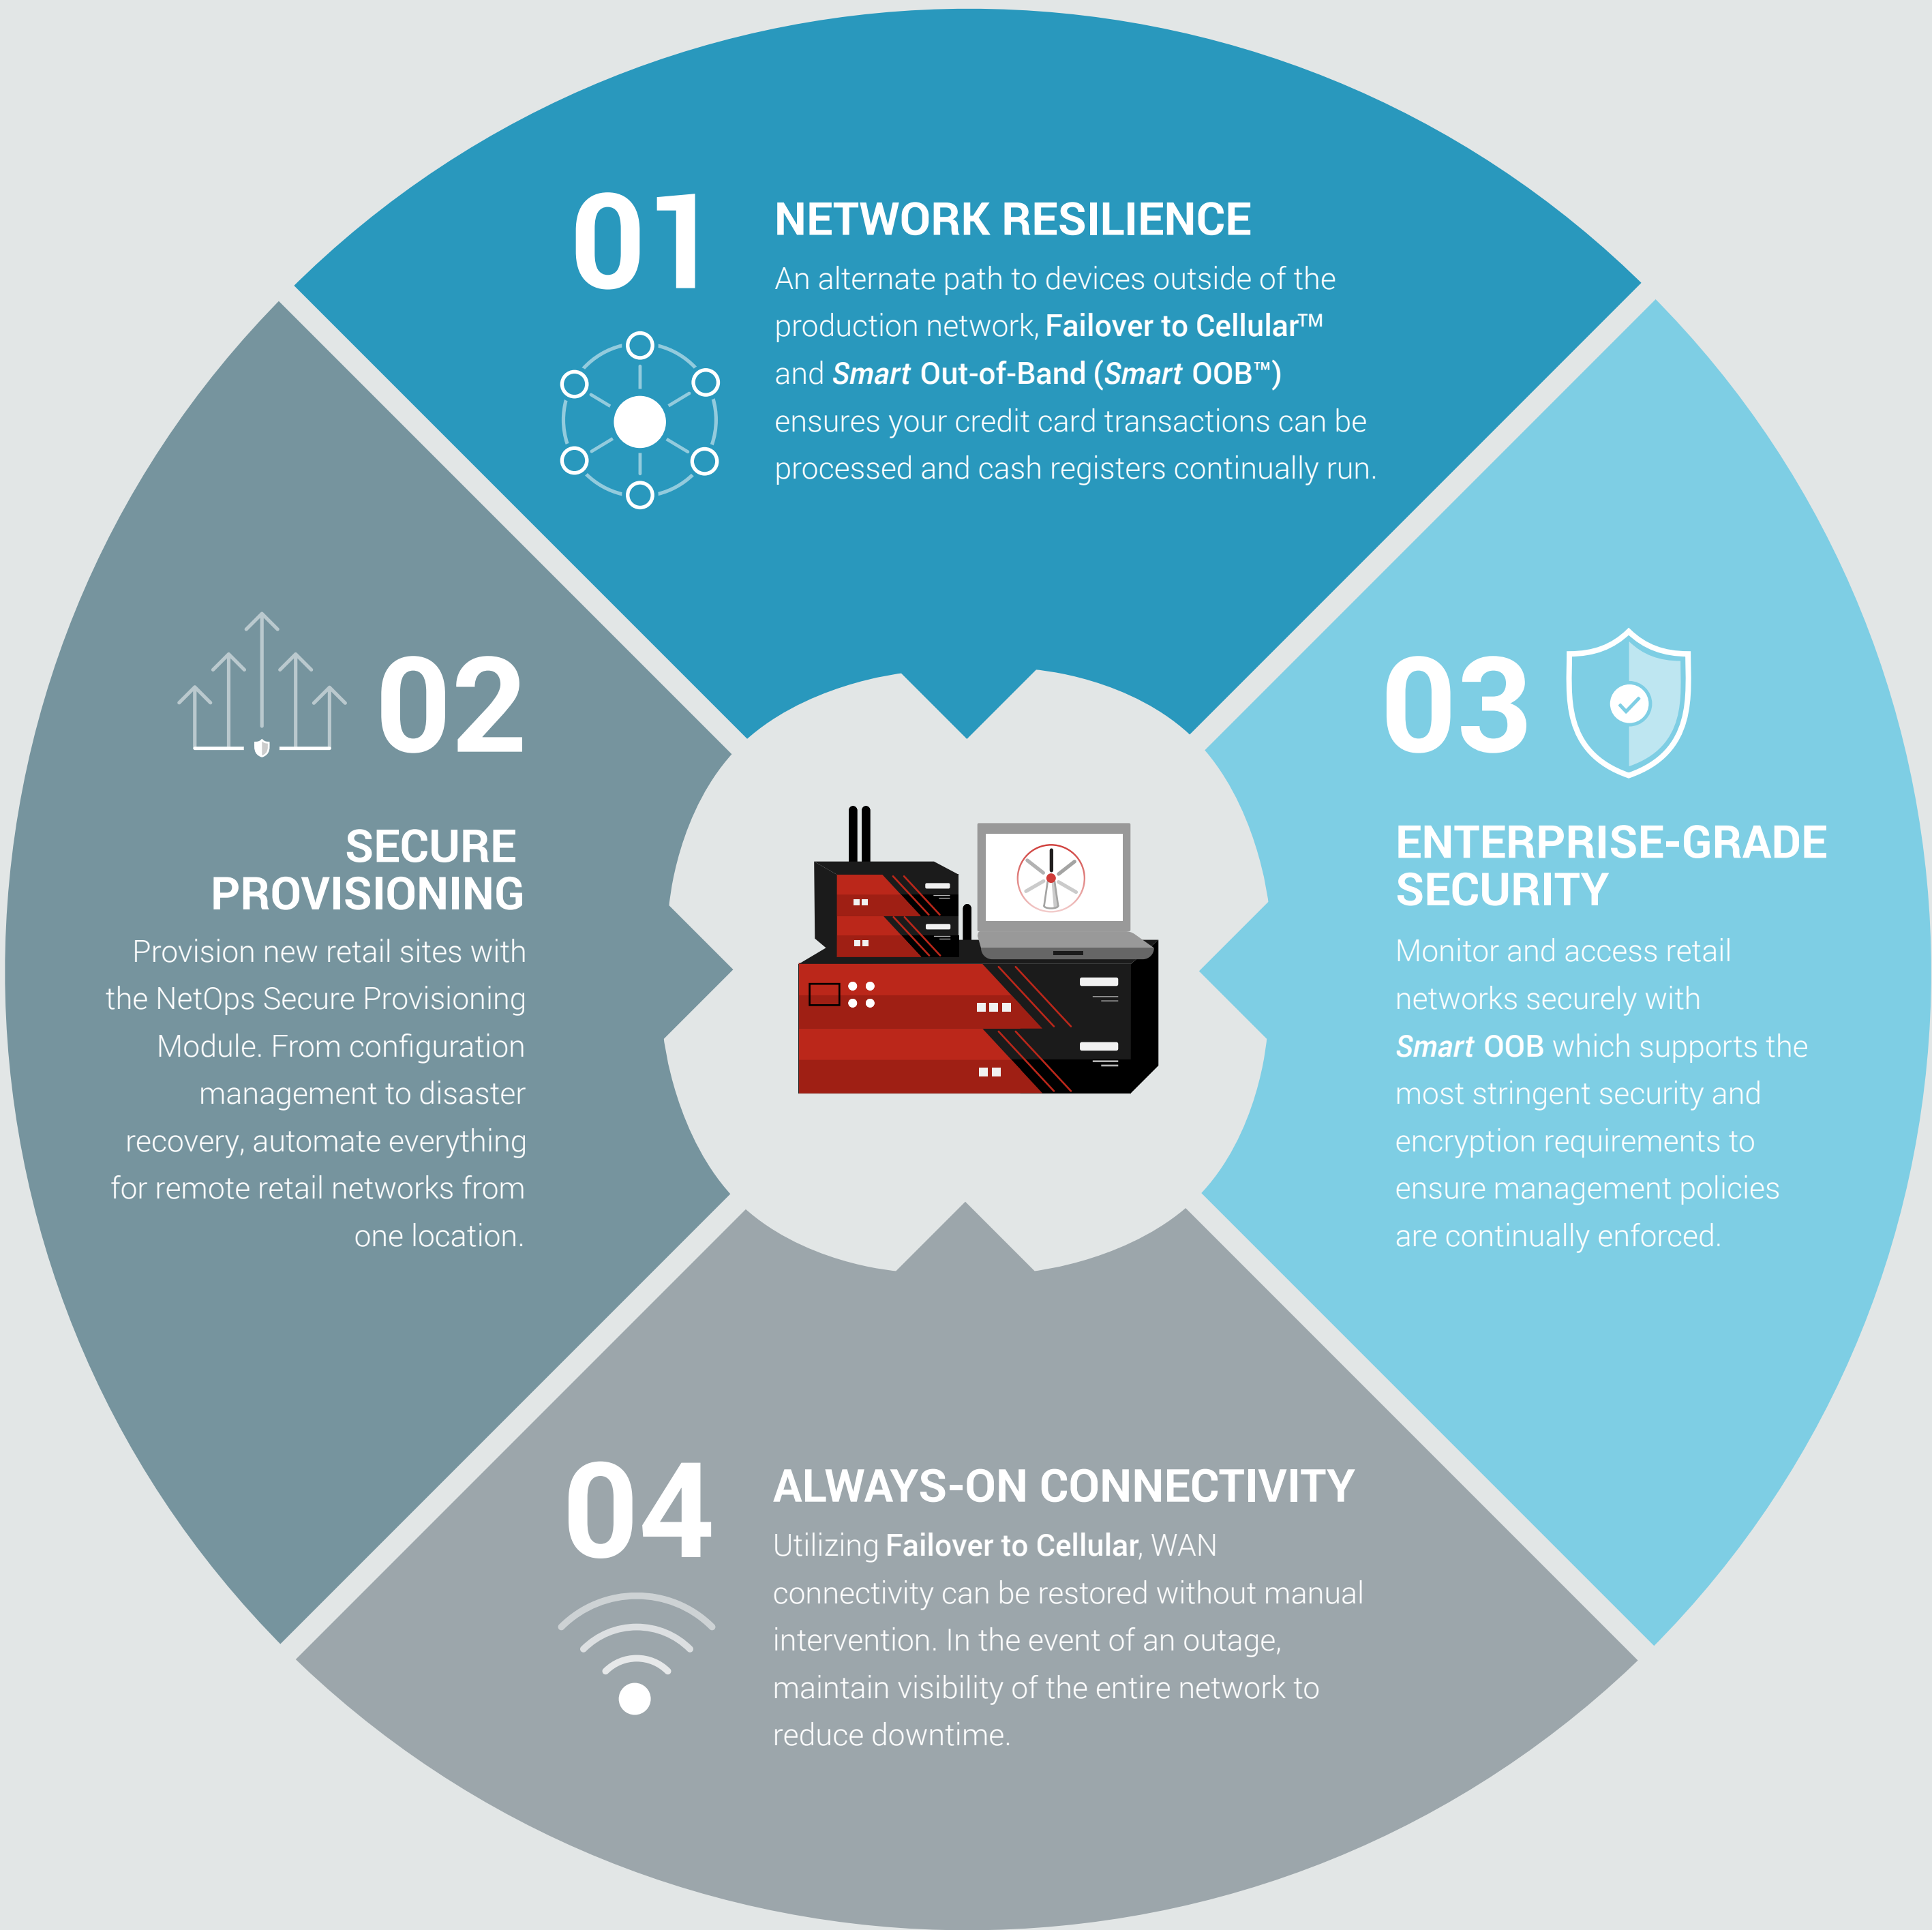 01
NETWORK RESILIENCE
An alternate path to devices outside of the
production network, Failover to Cellular™
and Smart Out-of-Band (Smart OOB™)
ensures your credit card transactions can be
processed and cash registers continually run.
02
SECURE
PROVISIONING
Provision new retail sites with
the NetOps Secure Provisioning
Module. From configuration
management to disaster
recovery, automate everything
for remote retail networks from
one location.
03
ENTERPRISE-GRADE
SECURITY
Monitor and access retail
networks securely with
Smart OOB which supports the
most stringent security and
encryption requirements to
ensure management policies
are continually enforced.
04
ALWAYS-ON CONNECTIVITY
Utilizing Failover to Cellular, WAN
connectivity can be restored without manual
intervention. In the event of an outage,
maintain visibility of the entire network to
reduce downtime.